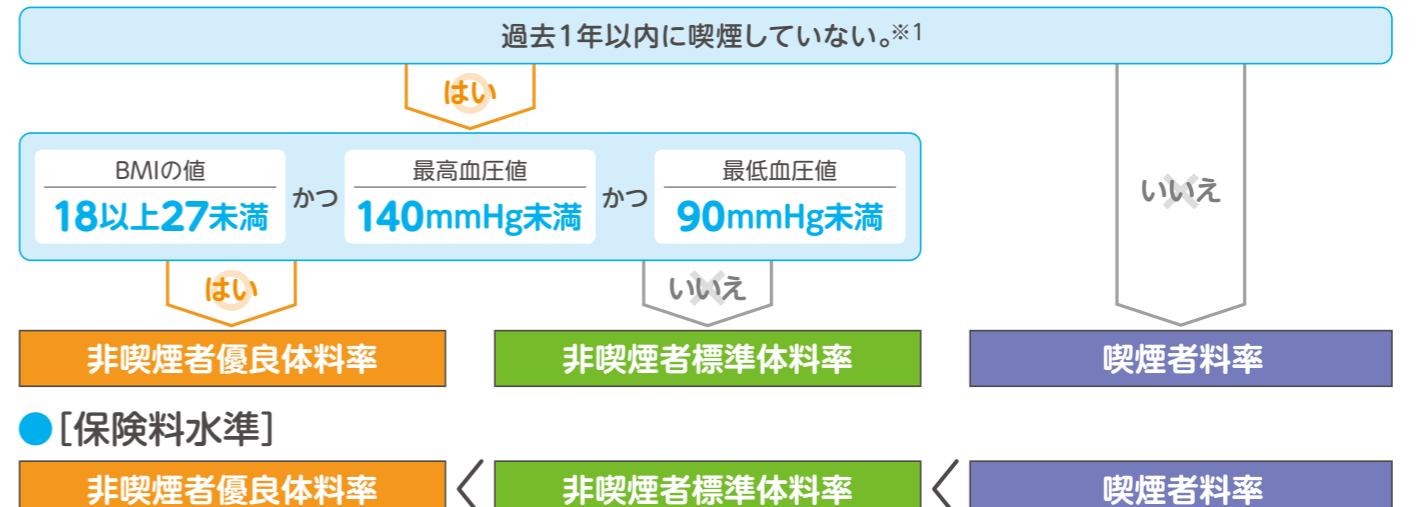 過去1年以内に喫煙していない。※1
はい
いいえ
BMIの値
18以上27未満
かつ
最高血圧値
140mmHg未満
かつ
最低血圧値
90mmHg未満
はい
いいえ
非喫煙者優良体料率
非喫煙者標準体料率
喫煙者料率
●[保険料水準]
非喫煙者優良体料率 < 非喫煙者標準体料率 < 喫煙者料率